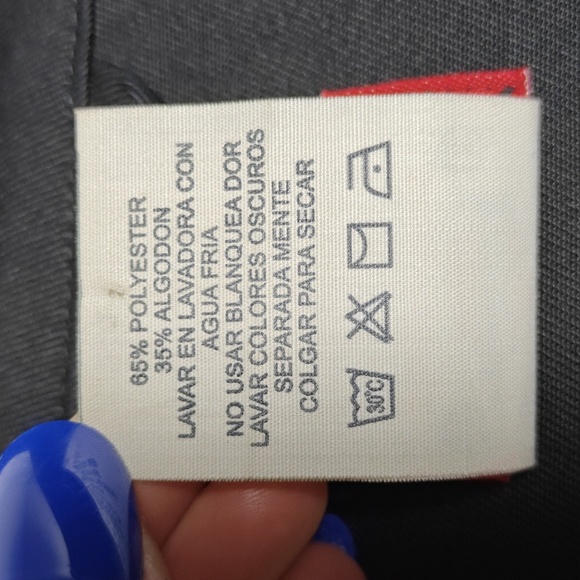 65% POLYESTER
35% ALGODON
LAVAR EN LAVADORA CON
AGUA FRIA
NO USAR BLANQUEA DOR
LAVAR COLORES OSCUROS
SEPARADA MENTE
COLGAR PARA SECAR
30°C